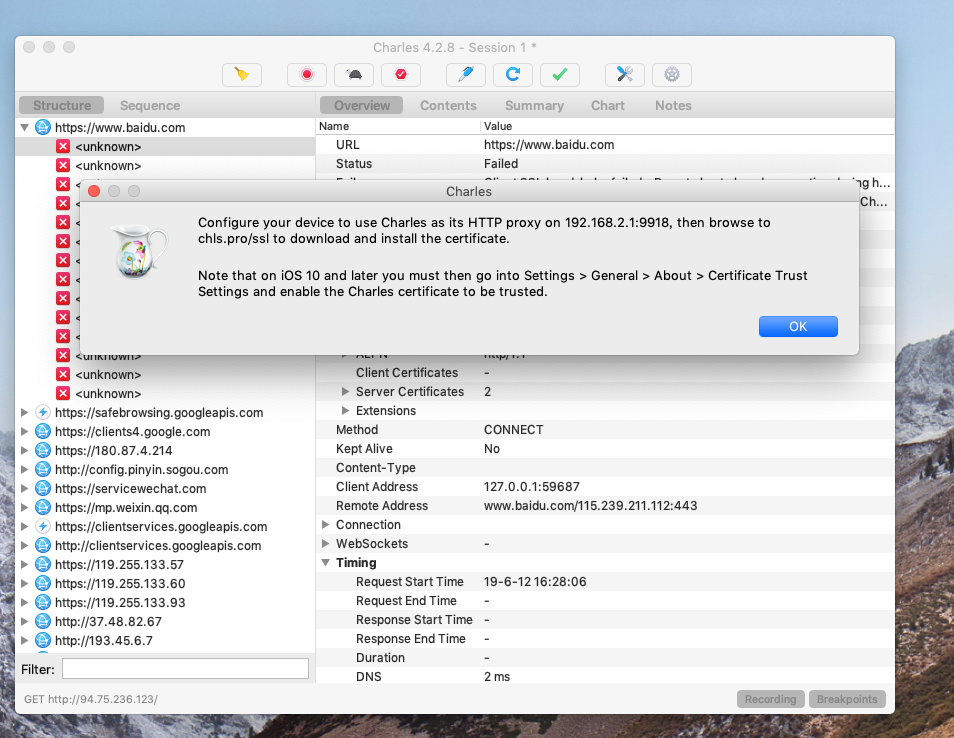 Charles 4.2.8 - Session 1 *
Structure Sequence
Overview Contents Summary Chart Notes
https://www.baidu.com
<unknown>
<unknown>
Name Value
URL https://www.baidu.com
Status Failed
Charles
Configure your device to use Charles as its HTTP proxy on 192.168.2.1:9918, then browse to
chls.pro/ssl to download and install the certificate.
Note that on iOS 10 and later you must then go into Settings > General > About > Certificate Trust
Settings and enable the Charles certificate to be trusted.
OK
<unknown>
<unknown>
<unknown>
https://safebrowsing.googleapis.com
https://clients4.google.com
https://180.87.4.214
http://config.pinyin.sogou.com
https://servicewechat.com
https://mp.weixin.qq.com
https://clientservices.googleapis.com
http://clientservices.googleapis.com
https://119.255.133.57
https://119.255.133.60
https://119.255.133.93
http://37.48.82.67
http://193.45.6.7
ALPN http/1.1
Client Certificates -
Server Certificates 2
Extensions
Method CONNECT
Kept Alive No
Content-Type
Client Address 127.0.0.1:59687
Remote Address www.baidu.com/115.239.211.112:443
Connection
WebSockets -
Timing
Request Start Time 19-6-12 16:28:06
Request End Time -
Response Start Time -
Response End Time -
Duration -
DNS 2 ms
Filter:
GET http://94.75.236.123/
Recording Breakpoints